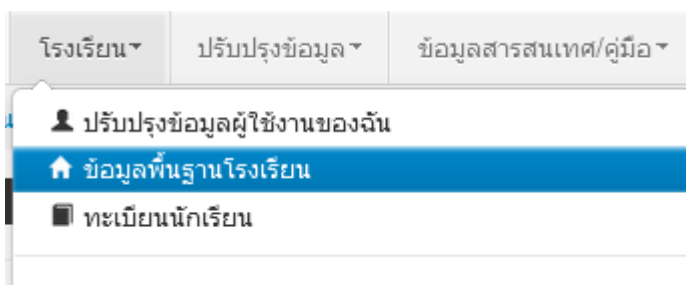 โรงเรียน ปรับปรุงข้อมูล ข้อมูลสารสนเทศ/คู่มือ
ปรับปรุงข้อมูลผู้ใช้งานของฉัน
ข้อมูลพื้นฐานโรงเรียน
ทะเบียนนักเรียน